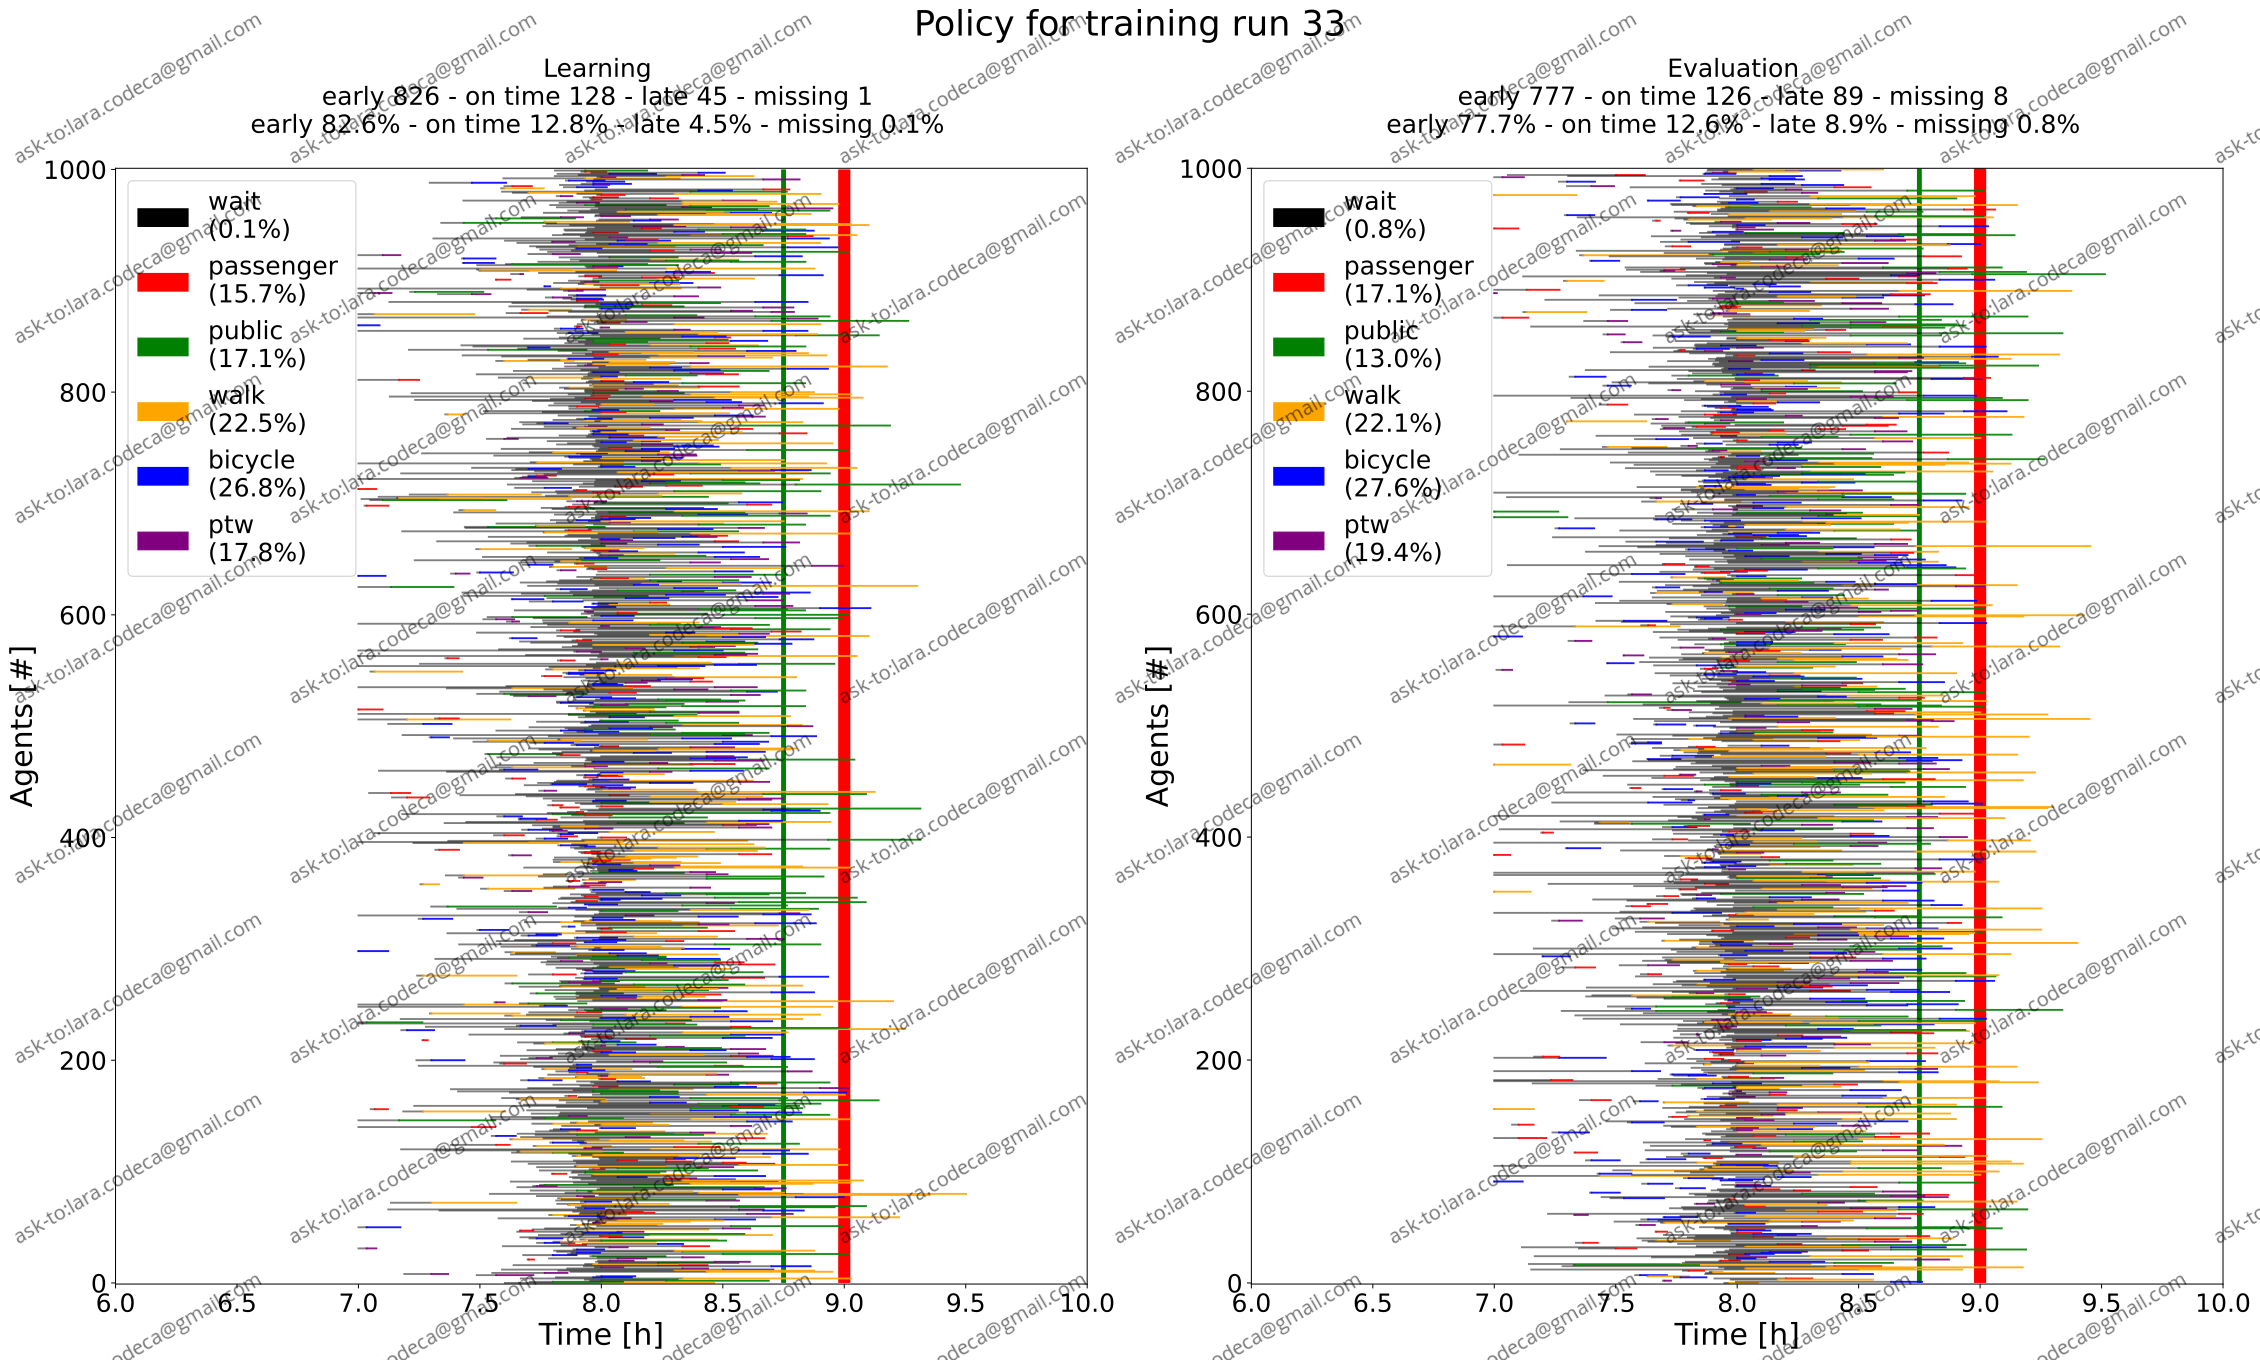 Policy for training run 33
Learning
early 826 - on time 128 - late 45 - missing 1
early 82.6% - on time 12.8% - late 4.5% - missing 0.1%
1000
800
600
400
200
0
Agents [#]
wait
(0.1%)
passenger
(15.7%)
public
(17.1%)
walk
(22.5%)
bicycle
(26.8%)
ptw
(17.8%)
6.0 6.5 7.0 7.5 8.0 8.5 9.0 9.5 10.0
Time [h]
Evaluation
early 777 - on time 126 - late 89 - missing 8
early 77.7% - on time 12.6% - late 8.9% - missing 0.8%
1000
800
600
400
200
0
Agents [#]
wait
(0.8%)
passenger
(17.1%)
public
(13.0%)
walk
(22.1%)
bicycle
(27.6%)
ptw
(19.4%)
6.0 6.5 7.0 7.5 8.0 8.5 9.0 9.5 10.0
Time [h]
ask-to:lara.codeca@gmail.com